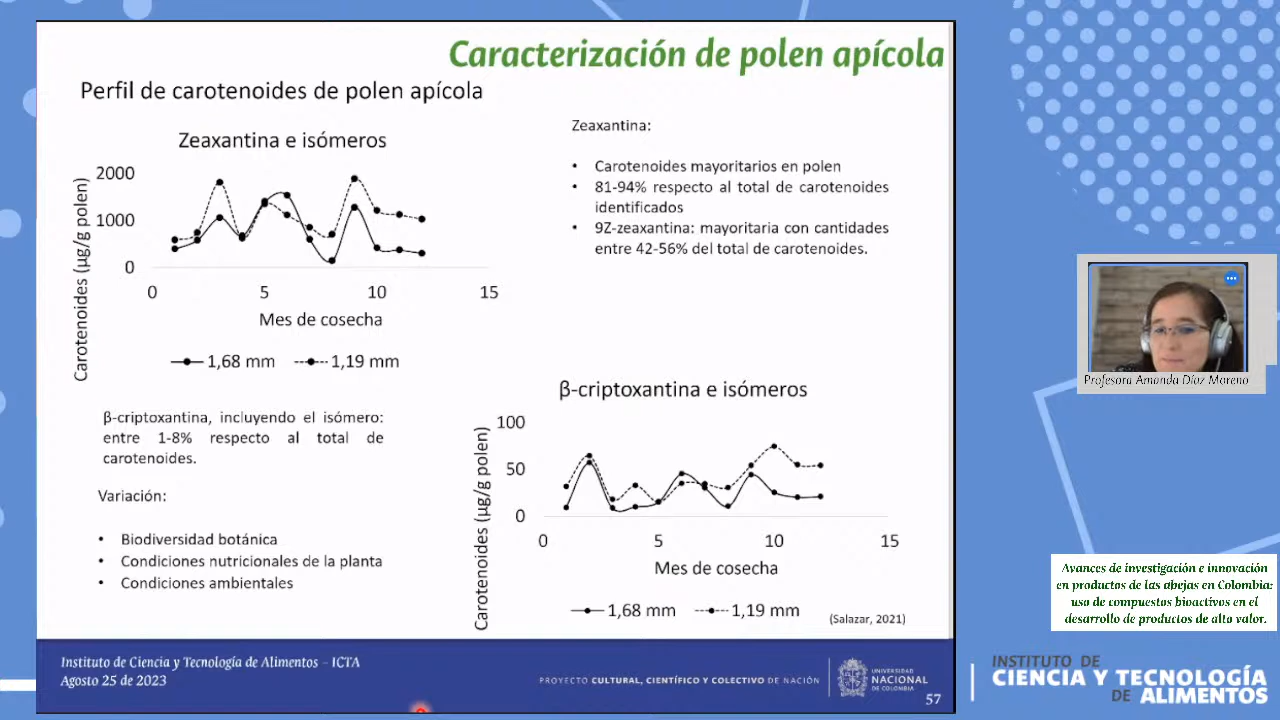 Caracterización de polen apícola
Perfil de carotenoides de polen apícola
Zeaxantina e isómeros
Carotenoides (µg/g polen)
2000
1000
0
0 5 10 15
Mes de cosecha
1,68 mm 1,19 mm
Zeaxantina:
• Carotenoides mayoritarios en polen
• 81-94% respecto al total de carotenoides
identificados
• 9Z-zeaxantina: mayoritaria con cantidades
entre 42-56% del total de carotenoides.
β-criptoxantina, incluyendo el isómero:
entre 1-8% respecto al total de
carotenoides.
Variación:
• Biodiversidad botánica
• Condiciones nutricionales de la planta
• Condiciones ambientales
β-criptoxantina e isómeros
Carotenoides (µg/g polen)
100
50
0
0 5 10 15
Mes de cosecha
1,68 mm 1,19 mm
(Salazar, 2021)
Instituto de Ciencia y Tecnología de Alimentos – ICTA
Agosto 25 de 2023
PROYECTO CULTURAL, CIENTÍFICO Y COLECTIVO DE NACIÓN
UNIVERSIDAD
NACIONAL
DE COLOMBIA
57
Profesora Amanda Díaz Moreno
Avances de investigación e innovación
en productos de las abejas en Colombia:
uso de compuestos bioactivos en el
desarrollo de productos de alto valor.
INSTITUTO DE
CIENCIA Y TECNOLOGÍA
DE ALIMENTOS